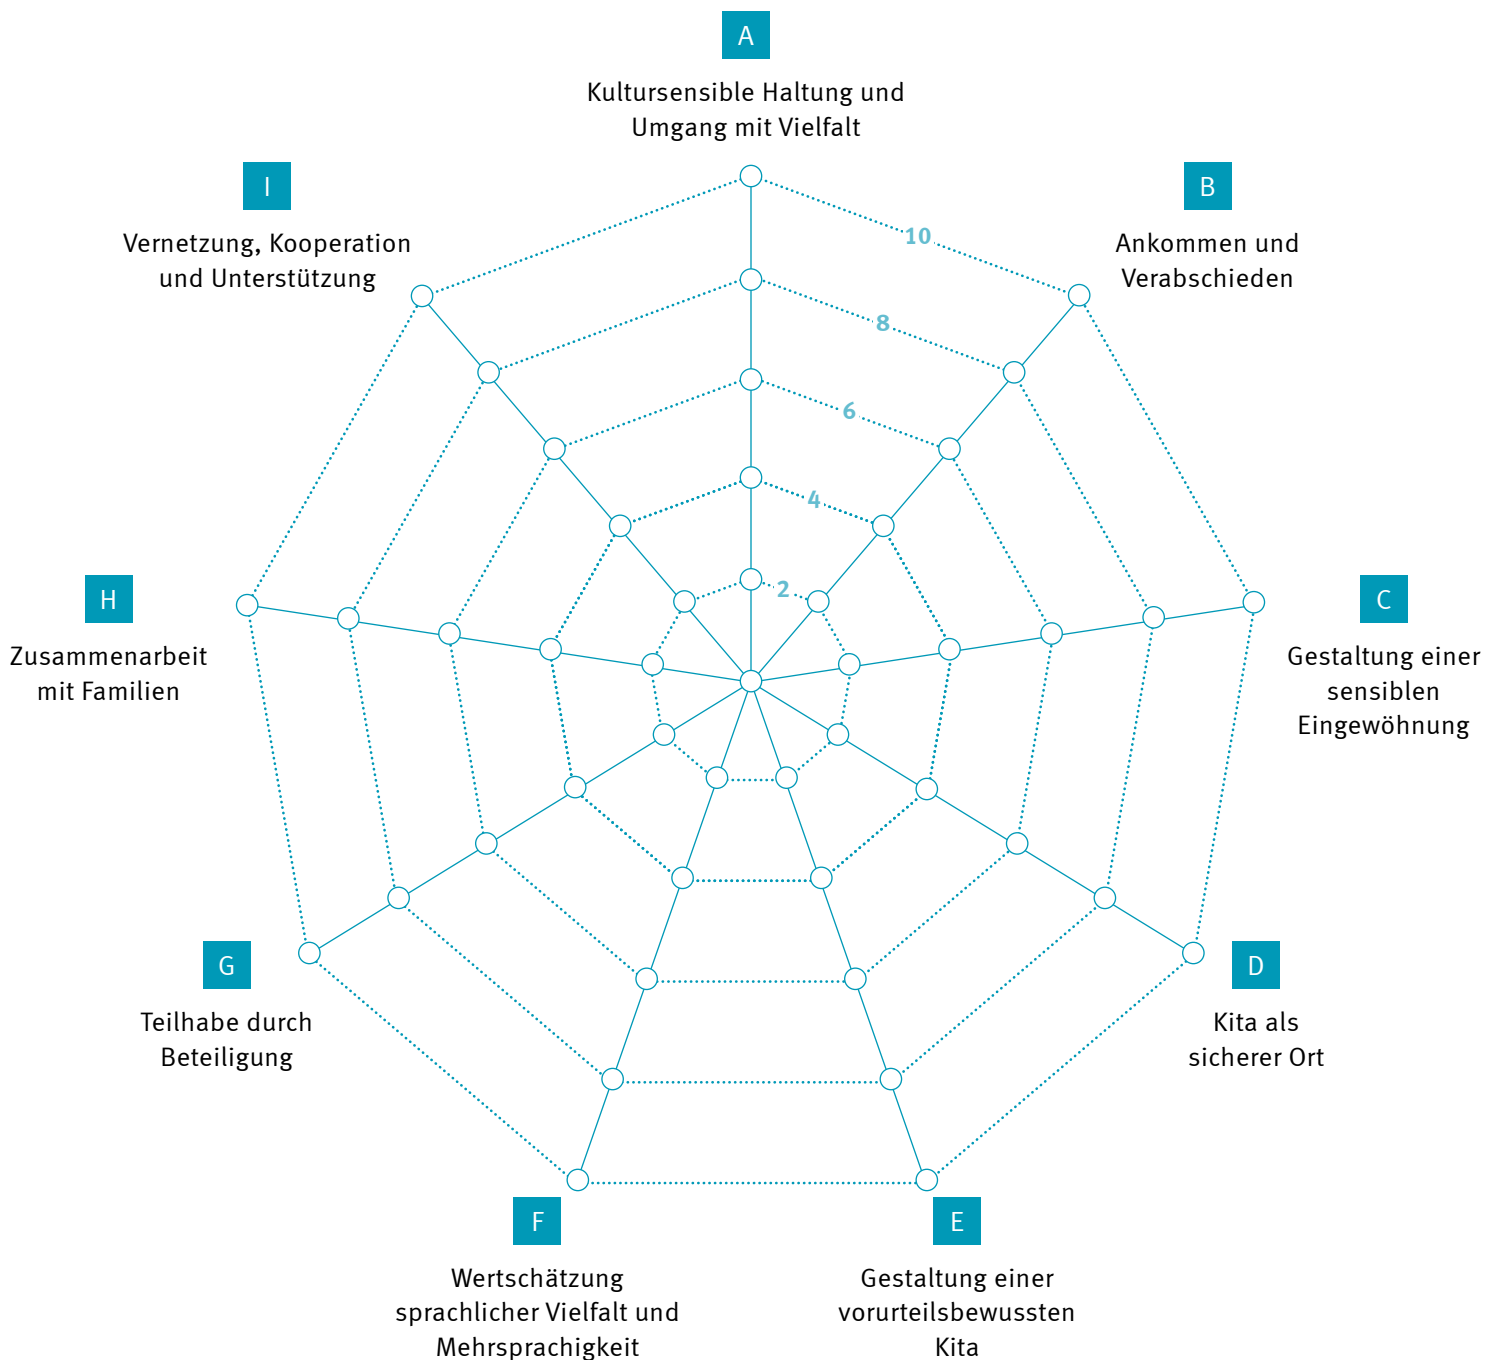 A
Kultursensible Haltung und
Umgang mit Vielfalt
B
Ankommen und
Verabschieden
C
Gestaltung einer
sensiblen
Eingewöhnung
D
Kita als
sicherer Ort
E
Gestaltung einer
vorurteilsbewussten
Kita
F
Wertschätzung
sprachlicher Vielfalt und
Mehrsprachigkeit
G
Teilhabe durch
Beteiligung
H
Zusammenarbeit
mit Familien
I
Vernetzung, Kooperation
und Unterstützung
10
8
6
4
2